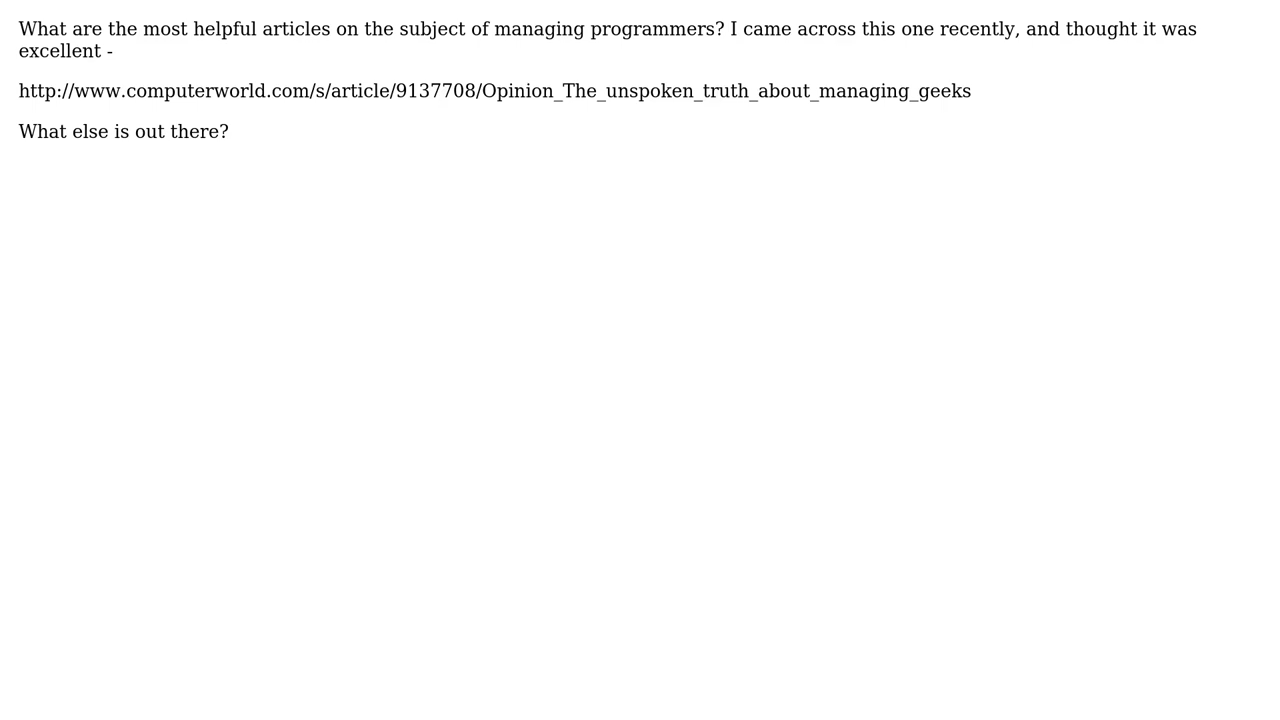 What are the most helpful articles on the subject of managing programmers? I came across this one recently, and thought it was
excellent -
http://www.computerworld.com/s/article/9137708/Opinion_The_unspoken_truth_about_managing_geeks
What else is out there?